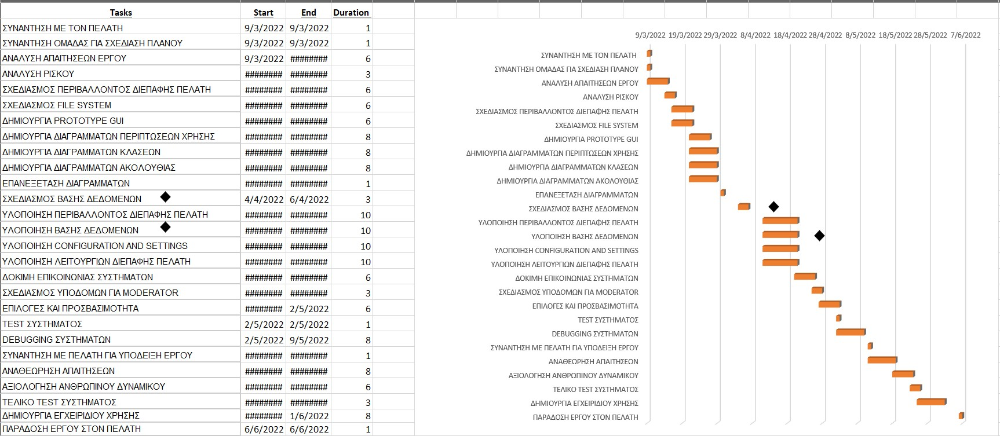 Tasks Start End Duration
ΣΥΝΑΝΤΗΣΗ ΜΕ ΤΟΝ ΠΕΛΑΤΗ 9/3/2022 9/3/2022 1
ΣΥΝΑΝΤΗΣΗ ΟΜΑΔΑΣ ΓΙΑ ΣΧΕΔΙΑΣΗ ΠΛΑΝΟΥ 9/3/2022 9/3/2022 1
ΑΝΑΛΥΣΗ ΑΠΑΙΤΗΣΕΩΝ ΕΡΓΟΥ 9/3/2022 ######## 6
ΑΝΑΛΥΣΗ ΡΙΣΚΟΥ ######## ######## 3
ΣΧΕΔΙΑΣΜΟΣ ΠΕΡΙΒΑΛΛΟΝΤΟΣ ΔΙΕΠΑΦΗΣ ΠΕΛΑΤΗ ######## ######## 6
ΣΧΕΔΙΑΣΜΟΣ FILE SYSTEM ######## ######## 6
ΔΗΜΙΟΥΡΓΙΑ PROTOTYPE GUI ######## ######## 6
ΔΗΜΙΟΥΡΓΙΑ ΔΙΑΓΡΑΜΜΑΤΩΝ ΠΕΡΙΠΤΩΣΕΩΝ ΧΡΗΣΗΣ ######## ######## 8
ΔΗΜΙΟΥΡΓΙΑ ΔΙΑΓΡΑΜΜΑΤΩΝ ΚΛΑΣΕΩΝ ######## ######## 8
ΔΗΜΙΟΥΡΓΙΑ ΔΙΑΓΡΑΜΜΑΤΩΝ ΑΚΟΛΟΥΘΙΑΣ ######## ######## 8
ΕΠΑΝΕΞΕΤΑΣΗ ΔΙΑΓΡΑΜΜΑΤΩΝ ######## ######## 1
ΣΧΕΔΙΑΣΜΟΣ ΒΑΣΗΣ ΔΕΔΟΜΕΝΩΝ 4/4/2022 6/4/2022 3
ΥΛΟΠΟΙΗΣΗ ΠΕΡΙΒΑΛΛΟΝΤΟΣ ΔΙΕΠΑΦΗΣ ΠΕΛΑΤΗ ######## ######## 10
ΥΛΟΠΟΙΗΣΗ ΒΑΣΗΣ ΔΕΔΟΜΕΝΩΝ ######## ######## 10
ΥΛΟΠΟΙΗΣΗ CONFIGURATION AND SETTINGS ######## ######## 10
ΥΛΟΠΟΙΗΣΗ ΛΕΙΤΟΥΡΓΙΩΝ ΔΙΕΠΑΦΗΣ ΠΕΛΑΤΗ ######## ######## 10
ΔΟΚΙΜΗ ΕΠΙΚΟΙΝΩΝΙΑΣ ΣΥΣΤΗΜΑΤΩΝ ######## ######## 6
ΣΧΕΔΙΑΣΜΟΣ ΥΠΟΔΟΜΩΝ ΓΙΑ MODERATOR ######## ######## 3
ΕΠΙΛΟΓΕΣ ΚΑΙ ΠΡΟΣΒΑΣΙΜΟΤΗΤΑ ######## 2/5/2022 6
TEST ΣΥΣΤΗΜΑΤΟΣ 2/5/2022 2/5/2022 1
DEBUGGING ΣΥΣΤΗΜΑΤΩΝ 2/5/2022 9/5/2022 8
ΣΥΝΑΝΤΗΣΗ ΜΕ ΠΕΛΑΤΗ ΓΙΑ ΥΠΟΔΕΙΞΗ ΕΡΓΟΥ ######## ######## 1
ΑΝΑΘΕΩΡΗΣΗ ΑΠΑΙΤΗΣΕΩΝ ######## ######## 8
ΑΞΙΟΛΟΓΗΣΗ ΑΝΘΡΩΠΙΝΟΥ ΔΥΝΑΜΙΚΟΥ ######## ######## 6
ΤΕΛΙΚΟ TEST ΣΥΣΤΗΜΑΤΟΣ ######## ######## 3
ΔΗΜΙΟΥΡΓΙΑ ΕΓΧΕΙΡΙΔΙΟΥ ΧΡΗΣΗΣ ######## 1/6/2022 8
ΠΑΡΑΔΟΣΗ ΕΡΓΟΥ ΣΤΟΝ ΠΕΛΑΤΗ 6/6/2022 6/6/2022 1
9/3/2022 19/3/2022 29/3/2022 8/4/2022 18/4/2022 28/4/2022 8/5/2022 18/5/2022 28/5/2022 7/6/2022
ΣΥΝΑΝΤΗΣΗ ΜΕ ΤΟΝ ΠΕΛΑΤΗ
ΣΥΝΑΝΤΗΣΗ ΟΜΑΔΑΣ ΓΙΑ ΣΧΕΔΙΑΣΗ ΠΛΑΝΟΥ
ΑΝΑΛΥΣΗ ΑΠΑΙΤΗΣΕΩΝ ΕΡΓΟΥ
ΑΝΑΛΥΣΗ ΡΙΣΚΟΥ
ΣΧΕΔΙΑΣΜΟΣ ΠΕΡΙΒΑΛΛΟΝΤΟΣ ΔΙΕΠΑΦΗΣ ΠΕΛΑΤΗ
ΣΧΕΔΙΑΣΜΟΣ FILE SYSTEM
ΔΗΜΙΟΥΡΓΙΑ PROTOTYPE GUI
ΔΗΜΙΟΥΡΓΙΑ ΔΙΑΓΡΑΜΜΑΤΩΝ ΠΕΡΙΠΤΩΣΕΩΝ ΧΡΗΣΗΣ
ΔΗΜΙΟΥΡΓΙΑ ΔΙΑΓΡΑΜΜΑΤΩΝ ΚΛΑΣΕΩΝ
ΔΗΜΙΟΥΡΓΙΑ ΔΙΑΓΡΑΜΜΑΤΩΝ ΑΚΟΛΟΥΘΙΑΣ
ΕΠΑΝΕΞΕΤΑΣΗ ΔΙΑΓΡΑΜΜΑΤΩΝ
ΣΧΕΔΙΑΣΜΟΣ ΒΑΣΗΣ ΔΕΔΟΜΕΝΩΝ
ΥΛΟΠΟΙΗΣΗ ΠΕΡΙΒΑΛΛΟΝΤΟΣ ΔΙΕΠΑΦΗΣ ΠΕΛΑΤΗ
ΥΛΟΠΟΙΗΣΗ ΒΑΣΗΣ ΔΕΔΟΜΕΝΩΝ
ΥΛΟΠΟΙΗΣΗ CONFIGURATION AND SETTINGS
ΥΛΟΠΟΙΗΣΗ ΛΕΙΤΟΥΡΓΙΩΝ ΔΙΕΠΑΦΗΣ ΠΕΛΑΤΗ
ΔΟΚΙΜΗ ΕΠΙΚΟΙΝΩΝΙΑΣ ΣΥΣΤΗΜΑΤΩΝ
ΣΧΕΔΙΑΣΜΟΣ ΥΠΟΔΟΜΩΝ ΓΙΑ MODERATOR
ΕΠΙΛΟΓΕΣ ΚΑΙ ΠΡΟΣΒΑΣΙΜΟΤΗΤΑ
TEST ΣΥΣΤΗΜΑΤΟΣ
DEBUGGING ΣΥΣΤΗΜΑΤΩΝ
ΣΥΝΑΝΤΗΣΗ ΜΕ ΠΕΛΑΤΗ ΓΙΑ ΥΠΟΔΕΙΞΗ ΕΡΓΟΥ
ΑΝΑΘΕΩΡΗΣΗ ΑΠΑΙΤΗΣΕΩΝ
ΑΞΙΟΛΟΓΗΣΗ ΑΝΘΡΩΠΙΝΟΥ ΔΥΝΑΜΙΚΟΥ
ΤΕΛΙΚΟ TEST ΣΥΣΤΗΜΑΤΟΣ
ΔΗΜΙΟΥΡΓΙΑ ΕΓΧΕΙΡΙΔΙΟΥ ΧΡΗΣΗΣ
ΠΑΡΑΔΟΣΗ ΕΡΓΟΥ ΣΤΟΝ ΠΕΛΑΤΗ